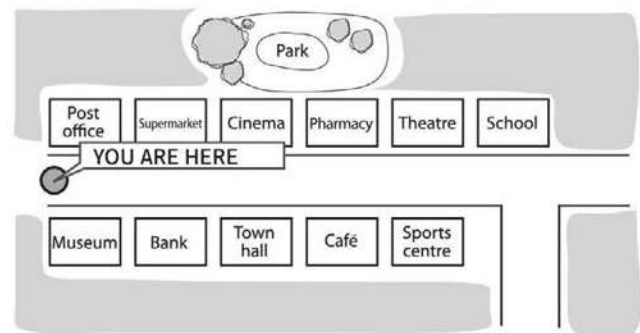 Park
Post
office
Supermarket
Cinema
Pharmacy
Theatre
School
YOU ARE HERE
Museum
Bank
Town
hall
Café
Sports
centre